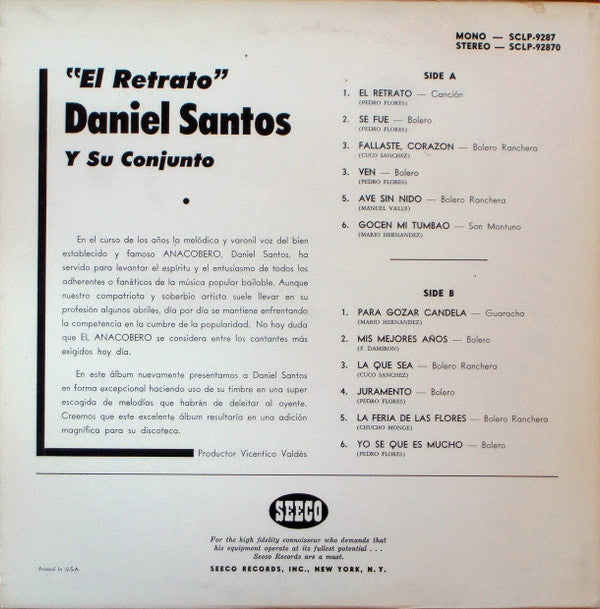 MONO — SCLP-9287
STEREO — SCLP-92870
"El Retrato"
Daniel Santos
Y Su Conjunto
•
En el curso de los años la melódica y varonil voz del bien
establecido y famoso ANACOBERO, Daniel Santos, ha
servido para levantar el espíritu y el entusiasmo de todos los
adherentes o fanáticos de la música popular bailable. Aunque
nuestro compatriota y soberbio artista suele llevar en su
profesión algunos abriles, día por día se mantiene enfrentando
la competencia en la cumbre de la popularidad. No hay duda
que EL ANACOBERO se considera entre los cantantes más
exigidos hoy día.
En este álbum nuevamente presentamos a Daniel Santos
en forma excepcional haciendo uso de su timbre en una super
escogida de melodías que habrán de deleitar al oyente.
Creemos que este excelente álbum resultaría en una adición
magnífica para su discoteca.
Productor Vicentico Valdés
SIDE A
1. EL RETRATO — Canción
(PEDRO FLORES)
2. SE FUE — Bolero
(PEDRO FLORES)
3. FALLASTE, CORAZON — Bolero Ranchera
(CUCO SANCHEZ)
3. VEN — Bolero
(PEDRO FLORES)
5. AVE SIN NIDO — Bolero Ranchera
(MANUEL VALLE)
6. GOCEN MI TUMBAO — Son Montuno
(MARIO HERNANDEZ)
SIDE B
1. PARA GOZAR CANDELA — Guaracha
(MARIO HERNANDEZ)
2. MIS MEJORES AÑOS — Bolero
(F. DAMIRON)
3. LA QUE SEA — Bolero Ranchera
(CUCO SANCHEZ)
4. JURAMENTO — Bolero
(PEDRO FLORES)
5. LA FERIA DE LAS FLORES — Bolero Ranchera
(CHUCHO MONGE)
6. YO SE QUE ES MUCHO — Bolero
(PEDRO FLORES)
SEECO
For the high fidelity connoisseur who demands that
his equipment operate at its fullest potential . . .
Seeco Records are a must.
SEECO RECORDS, INC., NEW YORK, N. Y.
Printed in U.S.A.